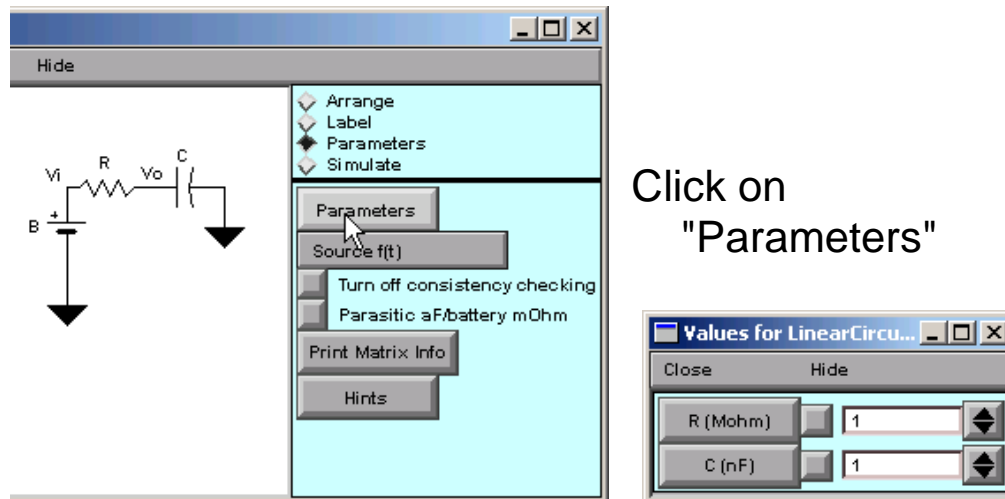 Hide
Arrange
Label
Parameters
Simulate
Vi
R
Vo
C
B
+
Parameters
Source f(t)
Turn off consistency checking
Parasitic aF/battery mOhm
Print Matrix Info
Hints
Click on
"Parameters"
Values for LinearCircu...
Close Hide
R (Mohm) 1
C (nF) 1